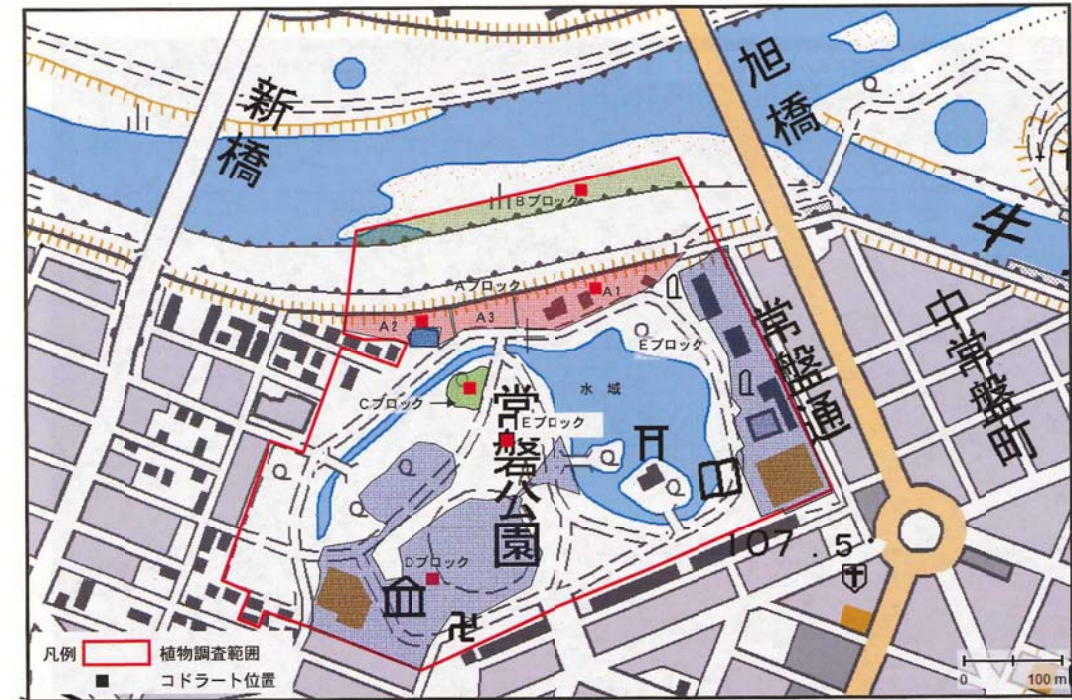 新橋
旭橋
牛
Bブロック
Aブロック
A1
A2
A3
Eブロック
常盤通
中常盤町
水域
Cブロック
Eブロック
常磐公園
Dブロック
107.5
凡例
植物調査範囲
コドラート位置
0
100 m